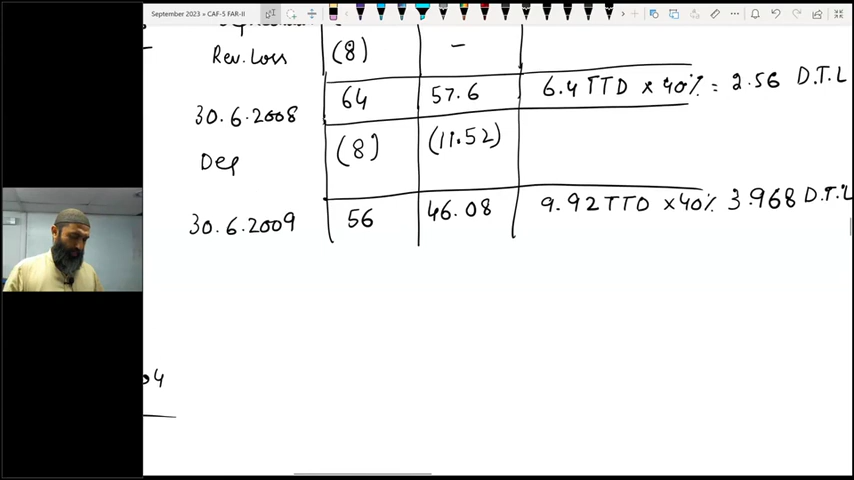 September 2023 » CAF-5 FAR-II
Rev. Loss (8) –
30.6.2008 64 57.6 6.4 TTD × 40% = 2.56 D.T.L
Dep (8) (11.52)
30.6.2009 56 46.08 9.92 TTD × 40% 3.968 D.T.L
04